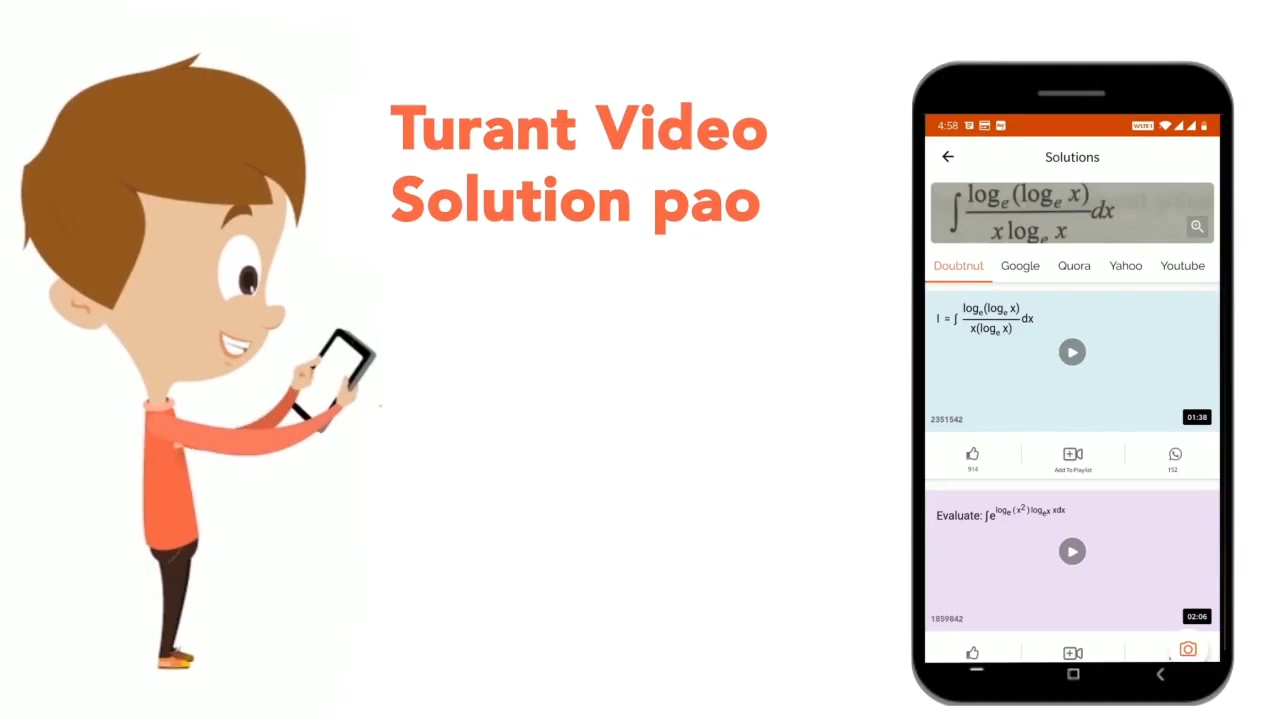 Turant Video
Solution pao
4:58
VoLTE1
Solutions
∫ logₑ(logₑ x) / x logₑ x dx
Doubtnut Google Quora Yahoo Youtube
I = ∫ logₑ(logₑ x) / x(logₑ x) dx
2351542 01:38
914 Add To Playlist 152
Evaluate: ∫e^logₑ(x²)logₑx xdx
1859842 02:06